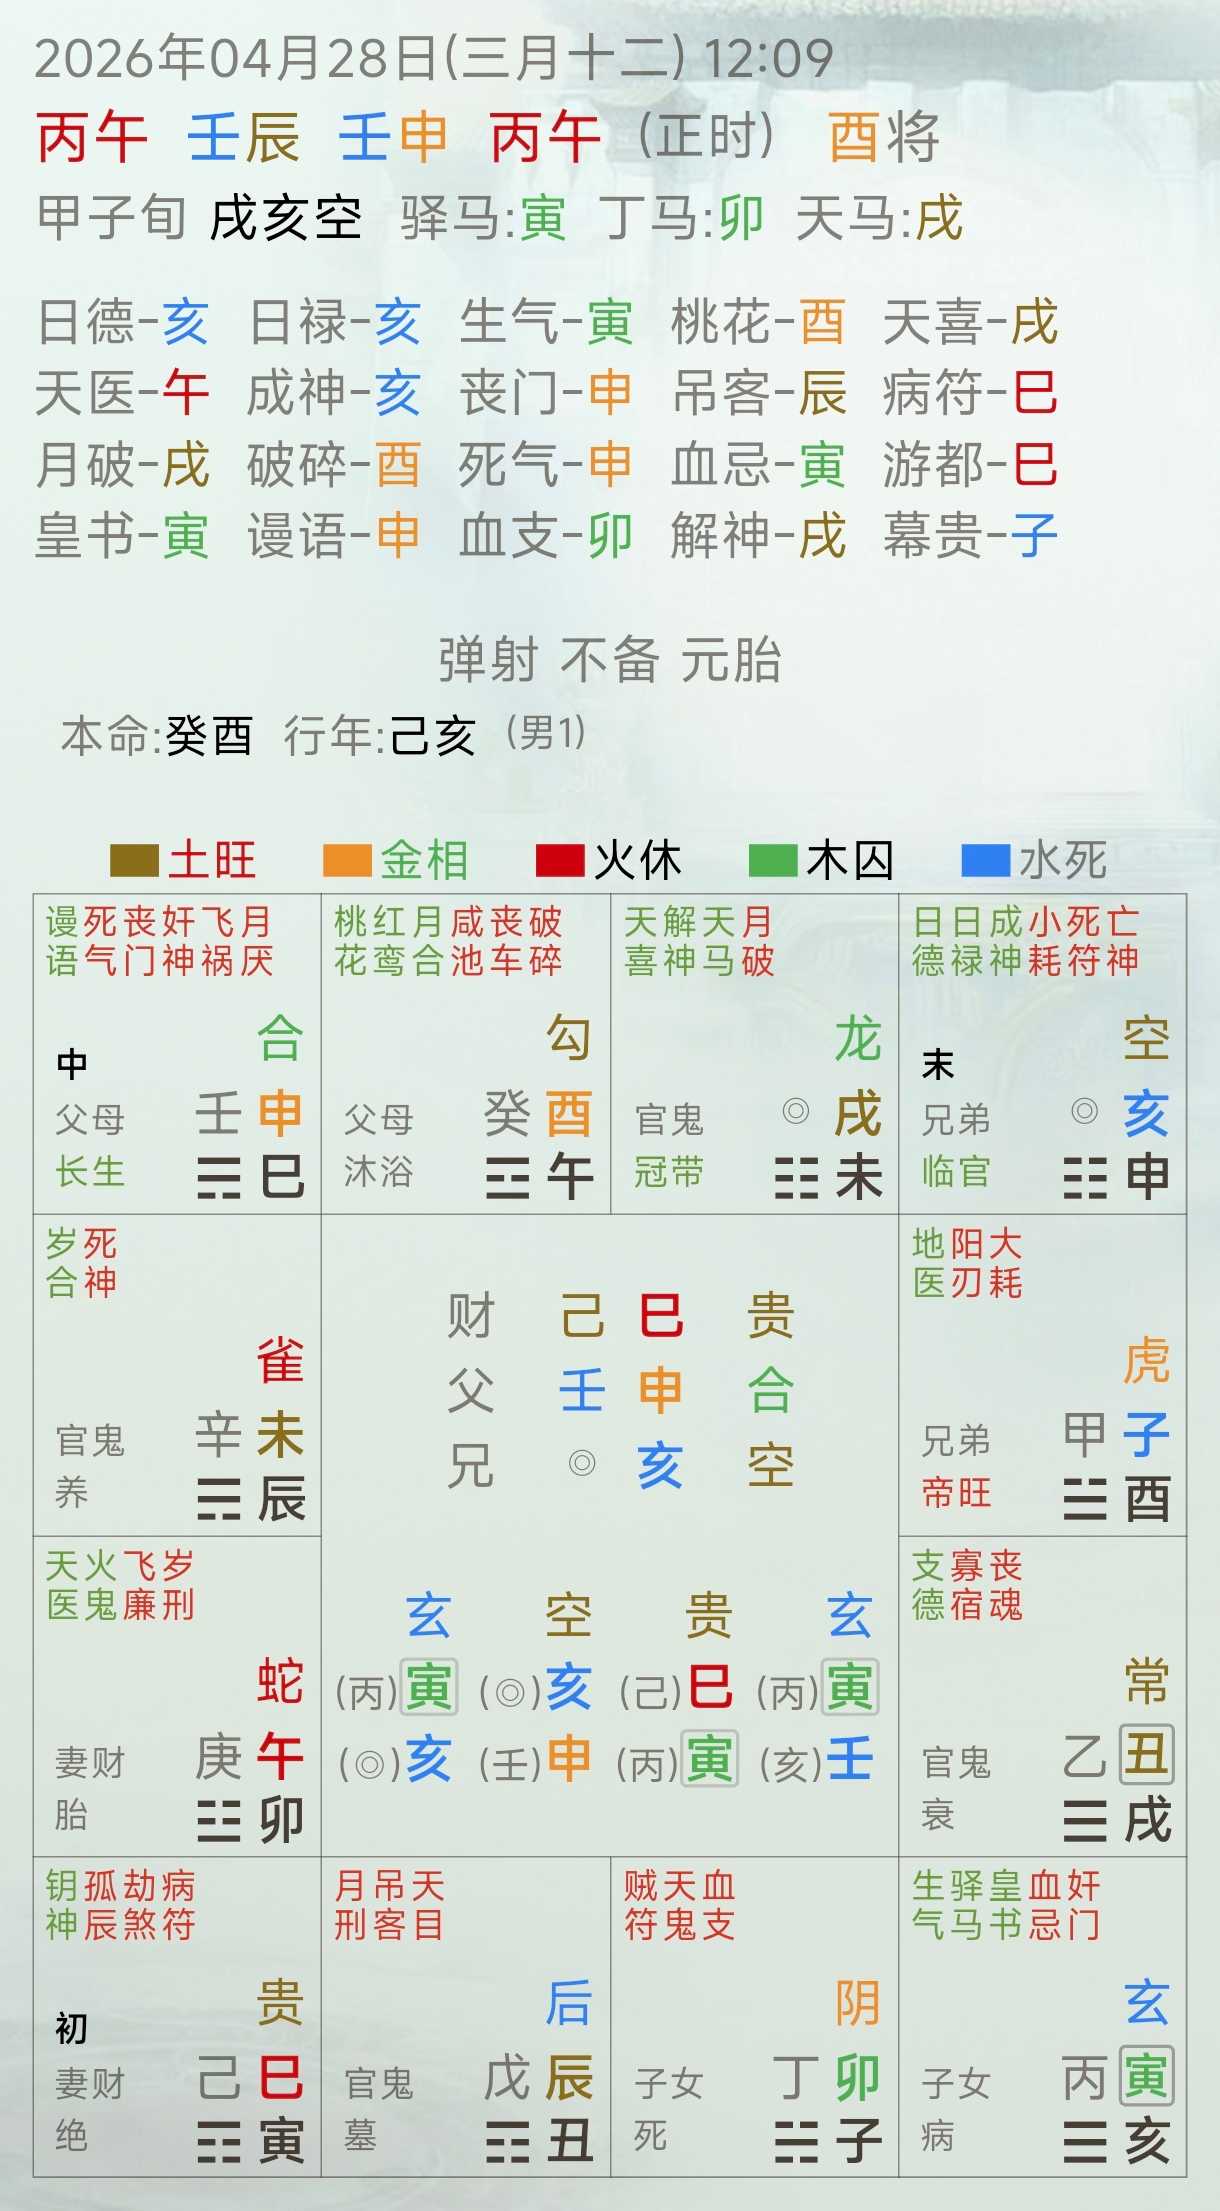 2026年04月28日(三月十二) 12:09
丙午 壬辰 壬申 丙午 (正时) 酉将
甲子旬 戌亥空 驿马:寅 丁马:卯 天马:戌
日德-亥 日禄-亥 生气-寅 桃花-酉 天喜-戌
天医-午 成神-亥 丧门-申 吊客-辰 病符-巳
月破-戌 破碎-酉 死气-申 血忌-寅 游都-巳
皇书-寅 谩语-申 血支-卯 解神-戌 幕贵-子
弹射 不备 元胎
本命:癸酉 行年:己亥 (男1)
土旺 金相 火休 木囚 水死
谩语 死气 丧门 奸神 飞祸 月厌
合
中
父母 壬 申
长生 ☴ 巳
桃花 红鸾 月合 咸池 丧车 破碎
勾
父母 癸 酉
沐浴 ☲ 午
天喜 解神 天马 月破
龙
官鬼 ◎ 戌
冠带 ☷ 未
日德 日禄 成神 小耗 死符 亡神
空
末
兄弟 ◎ 亥
临官 ☷ 申
岁合 死神
雀
官鬼 辛 未
养 ☴ 辰
财 己 巳 贵
父 壬 申 合
兄 ◎ 亥 空
地医 阳刃 大耗
虎
兄弟 甲 子
帝旺 ☱ 酉
天医 火鬼 飞廉 岁刑
蛇
妻财 庚 午
胎 ☳ 卯
玄 空 贵 玄
(丙)寅 (◎)亥 (己)巳 (丙)寅
(◎)亥 (壬)申 (丙)寅 (亥)壬
支德 寡宿 丧魂
常
官鬼 乙 丑
衰 ☰ 戌
钥神 孤辰 劫煞 病符
贵
初
妻财 己 巳
绝 ☶ 寅
月刑 吊客 天目
后
官鬼 戊 辰
墓 ☶ 丑
贼符 天鬼 血支
阴
子女 丁 卯
死 ☵ 子
生气 驿马 皇书 血忌 奸门
玄
子女 丙 寅
病 ☰ 亥